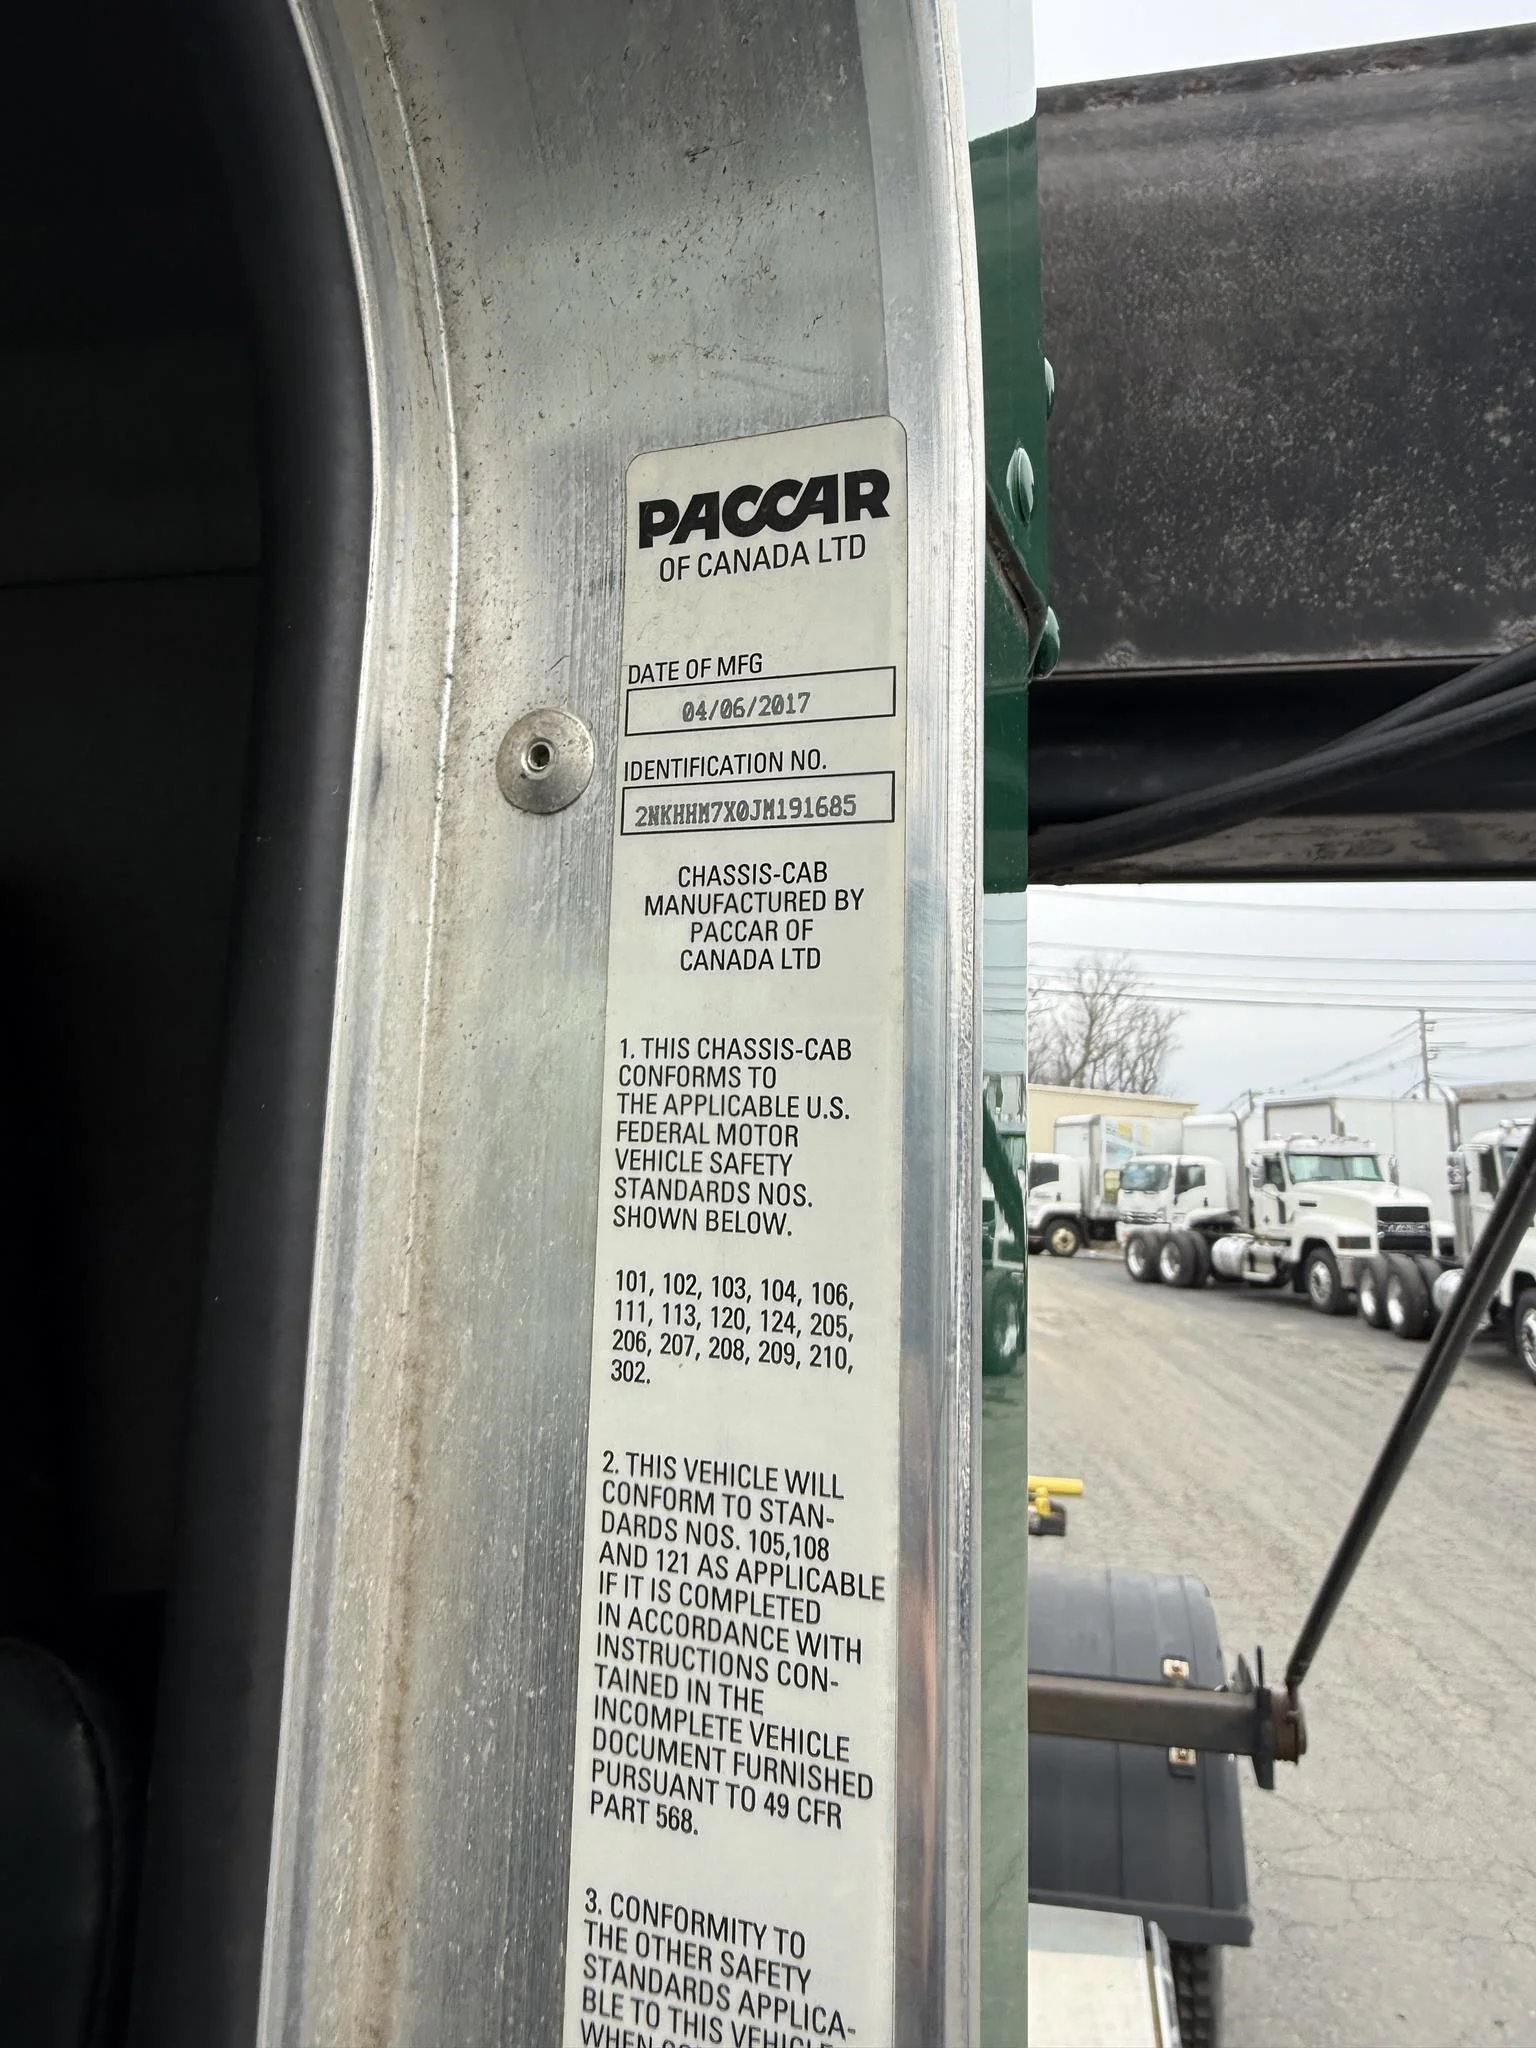 PACCAR
OF CANADA LTD
DATE OF MFG
04/06/2017
IDENTIFICATION NO.
2NKHHM7X0JM191685
CHASSIS-CAB
MANUFACTURED BY
PACCAR OF
CANADA LTD
1. THIS CHASSIS-CAB
CONFORMS TO
THE APPLICABLE U.S.
FEDERAL MOTOR
VEHICLE SAFETY
STANDARDS NOS.
SHOWN BELOW.
101, 102, 103, 104, 106,
111, 113, 120, 124, 205,
206, 207, 208, 209, 210,
302.
2. THIS VEHICLE WILL
CONFORM TO STAN-
DARDS NOS. 105,108
AND 121 AS APPLICABLE
IF IT IS COMPLETED
IN ACCORDANCE WITH
INSTRUCTIONS CON-
TAINED IN THE
INCOMPLETE VEHICLE
DOCUMENT FURNISHED
PURSUANT TO 49 CFR
PART 568.
3. CONFORMITY TO
THE OTHER SAFETY
STANDARDS APPLICA-
BLE TO THIS VEHICLE
WHEN